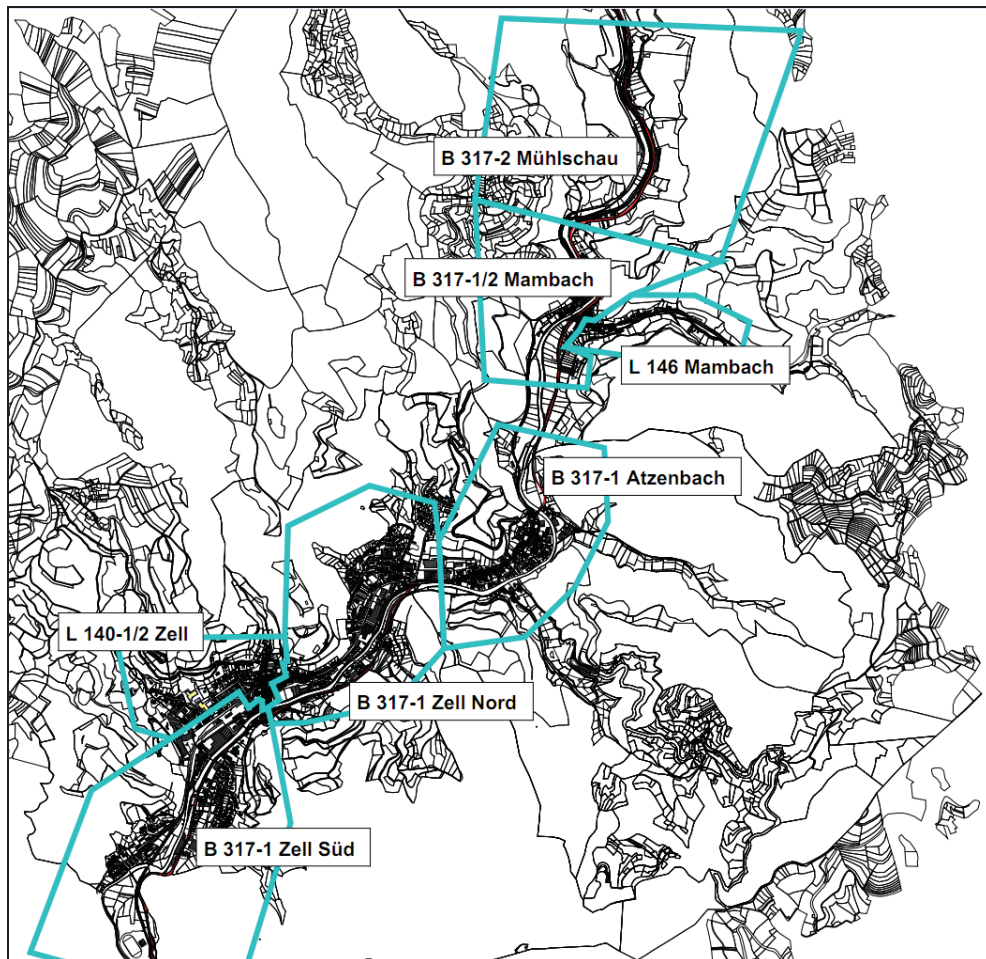 B 317-2 Mühlschau
B 317-1/2 Mambach
L 146 Mambach
B 317-1 Atzenbach
L 140-1/2 Zell
B 317-1 Zell Nord
B 317-1 Zell Süd